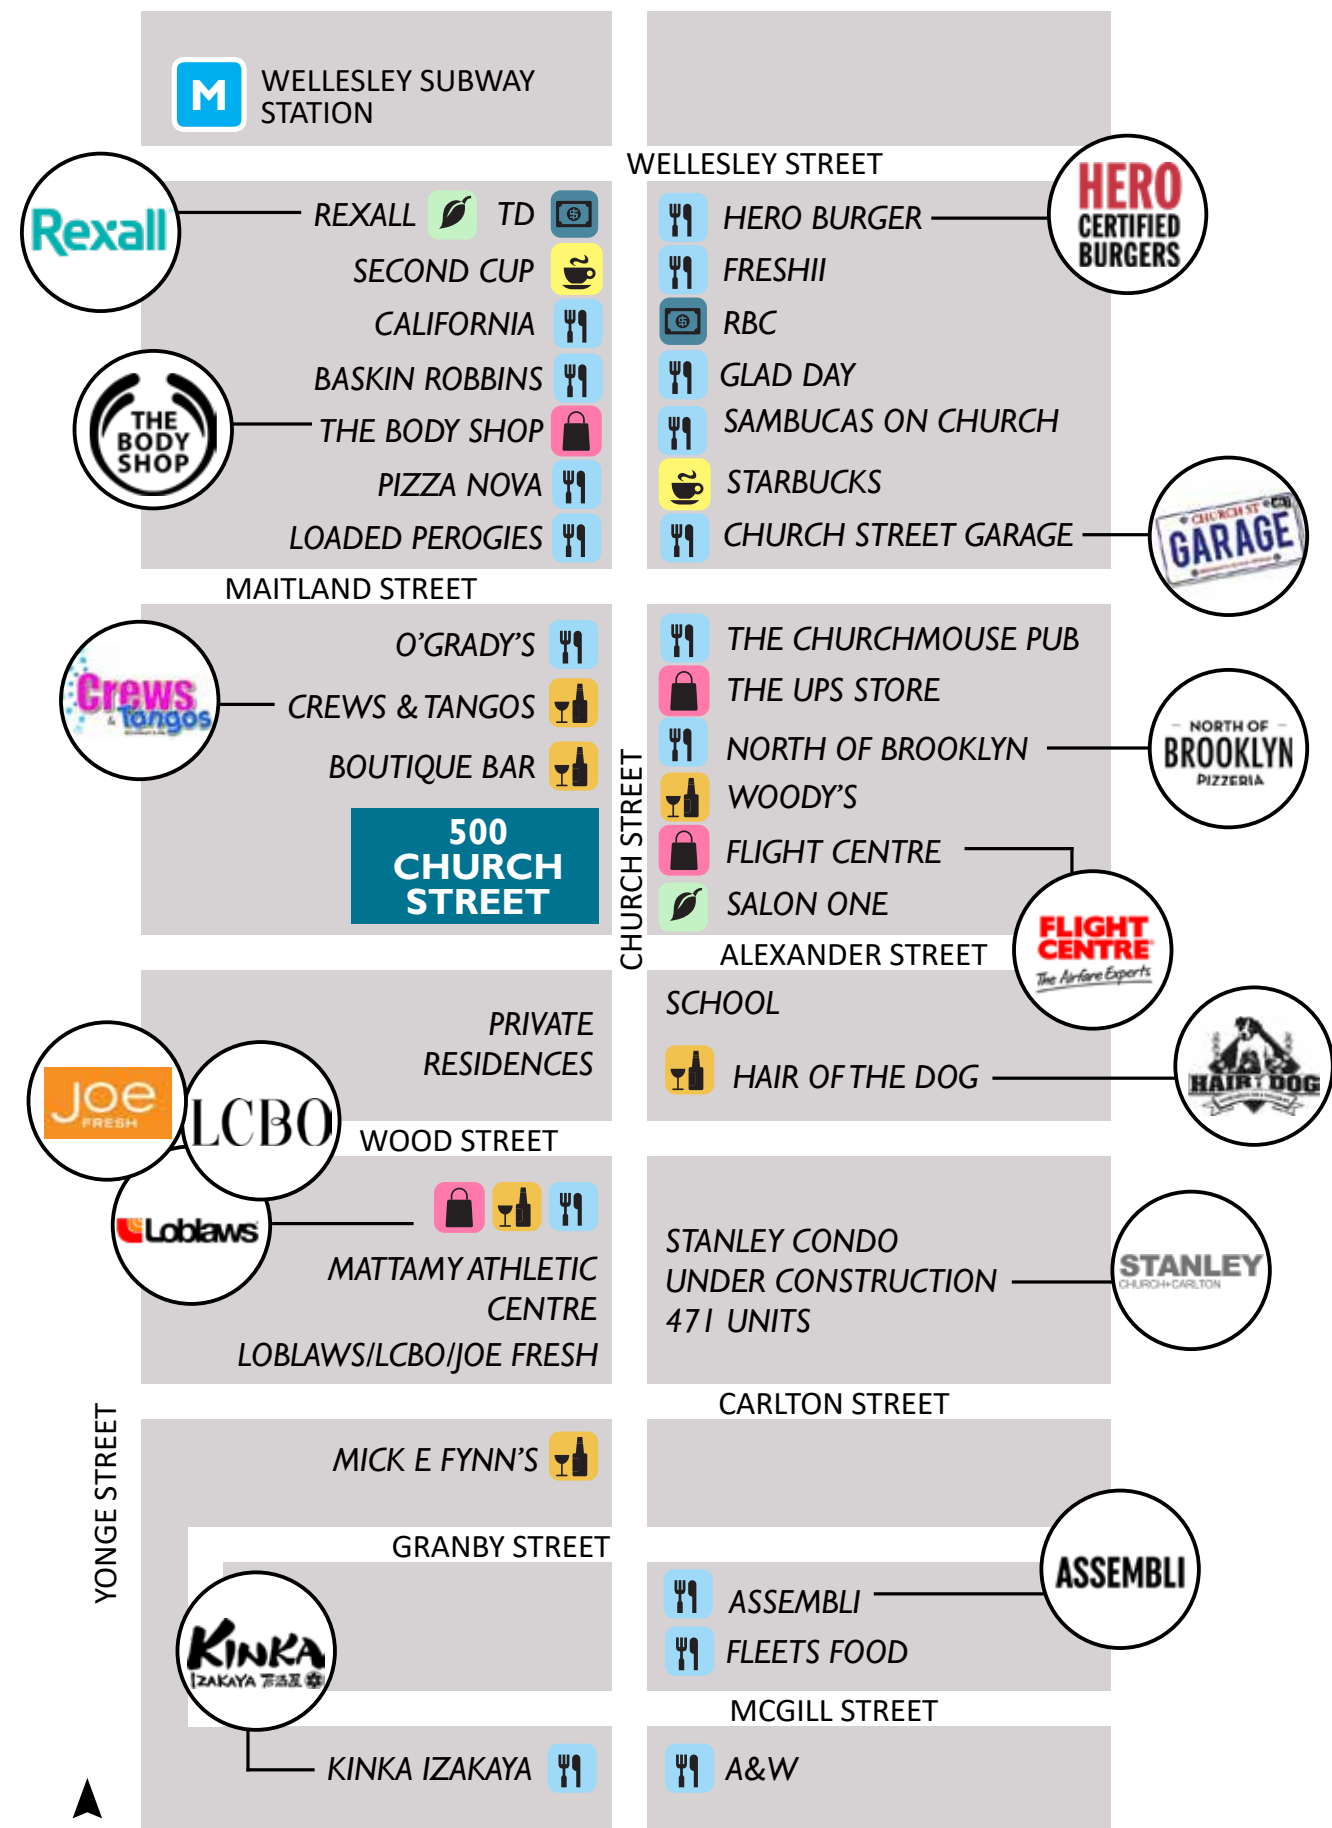 M
WELLESLEY SUBWAY
STATION
WELLESLEY STREET
Rexall
REXALL
TD
SECOND CUP
CALIFORNIA
BASKIN ROBBINS
THE
BODY
SHOP
THE BODY SHOP
PIZZA NOVA
LOADED PEROGIES
HERO BURGER
HERO
CERTIFIED
BURGERS
FRESHII
RBC
GLAD DAY
SAMBUCAS ON CHURCH
STARBUCKS
CHURCH STREET GARAGE
CHURCH ST
GARAGE
MAITLAND STREET
O'GRADY'S
Crews
& Tangos
CREWS & TANGOS
BOUTIQUE BAR
500
CHURCH
STREET
CHURCH STREET
THE CHURCHMOUSE PUB
THE UPS STORE
NORTH OF BROOKLYN
NORTH OF
BROOKLYN
PIZZERIA
WOODY'S
FLIGHT CENTRE
FLIGHT
CENTRE
The Airfare Experts
SALON ONE
ALEXANDER STREET
PRIVATE
RESIDENCES
SCHOOL
HAIR OF THE DOG
HAIR DOG
Joe
FRESH
LCBO
Loblaws
WOOD STREET
MATTAMY ATHLETIC
CENTRE
LOBLAWS/LCBO/JOE FRESH
STANLEY CONDO
UNDER CONSTRUCTION
471 UNITS
STANLEY
CHURCH+CARLTON
CARLTON STREET
YONGE STREET
MICK E FYNN'S
GRANBY STREET
ASSEMBLI
ASSEMBLI
FLEETS FOOD
KINKA
IZAKAYA
MCGILL STREET
KINKA IZAKAYA
A&W